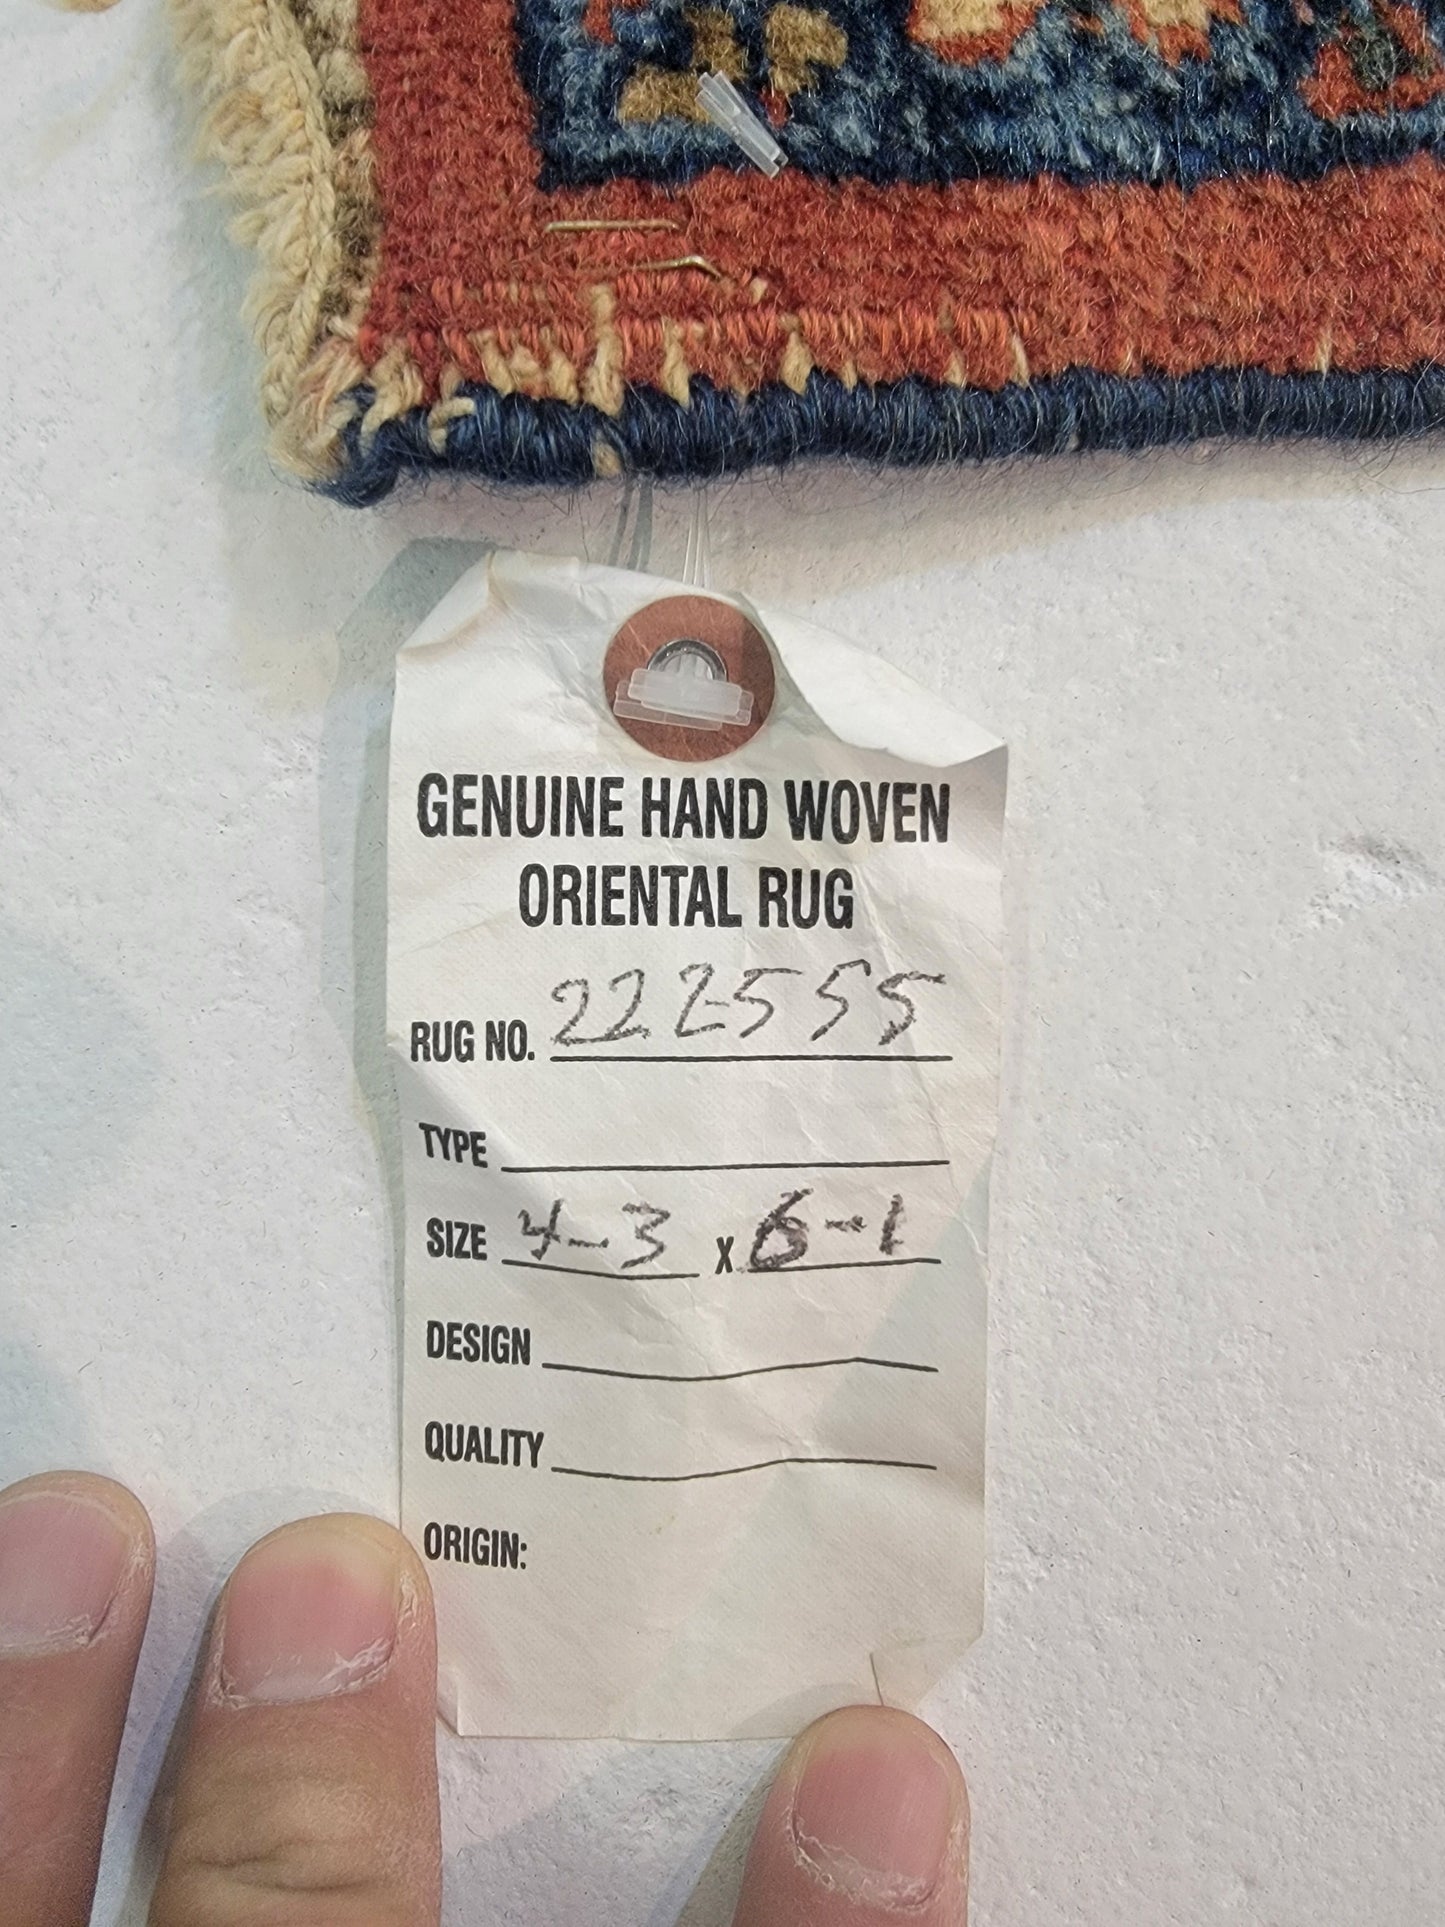 GENUINE HAND WOVEN
ORIENTAL RUG
RUG NO. 222555
TYPE
SIZE 4-3 X 6-1
DESIGN
QUALITY
ORIGIN: